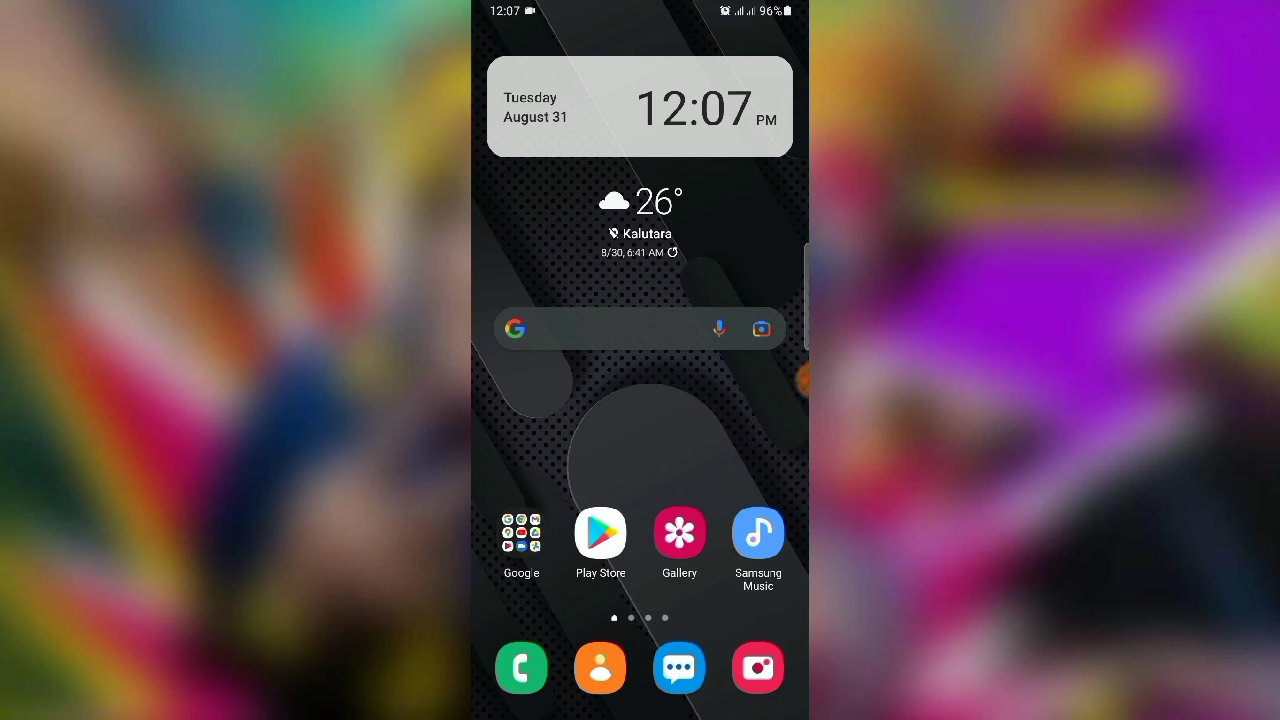 12:07
96%
Tuesday
August 31
12:07 PM
26°
Kalutara
8/30, 6:41 AM
Google
Play Store
Gallery
Samsung
Music